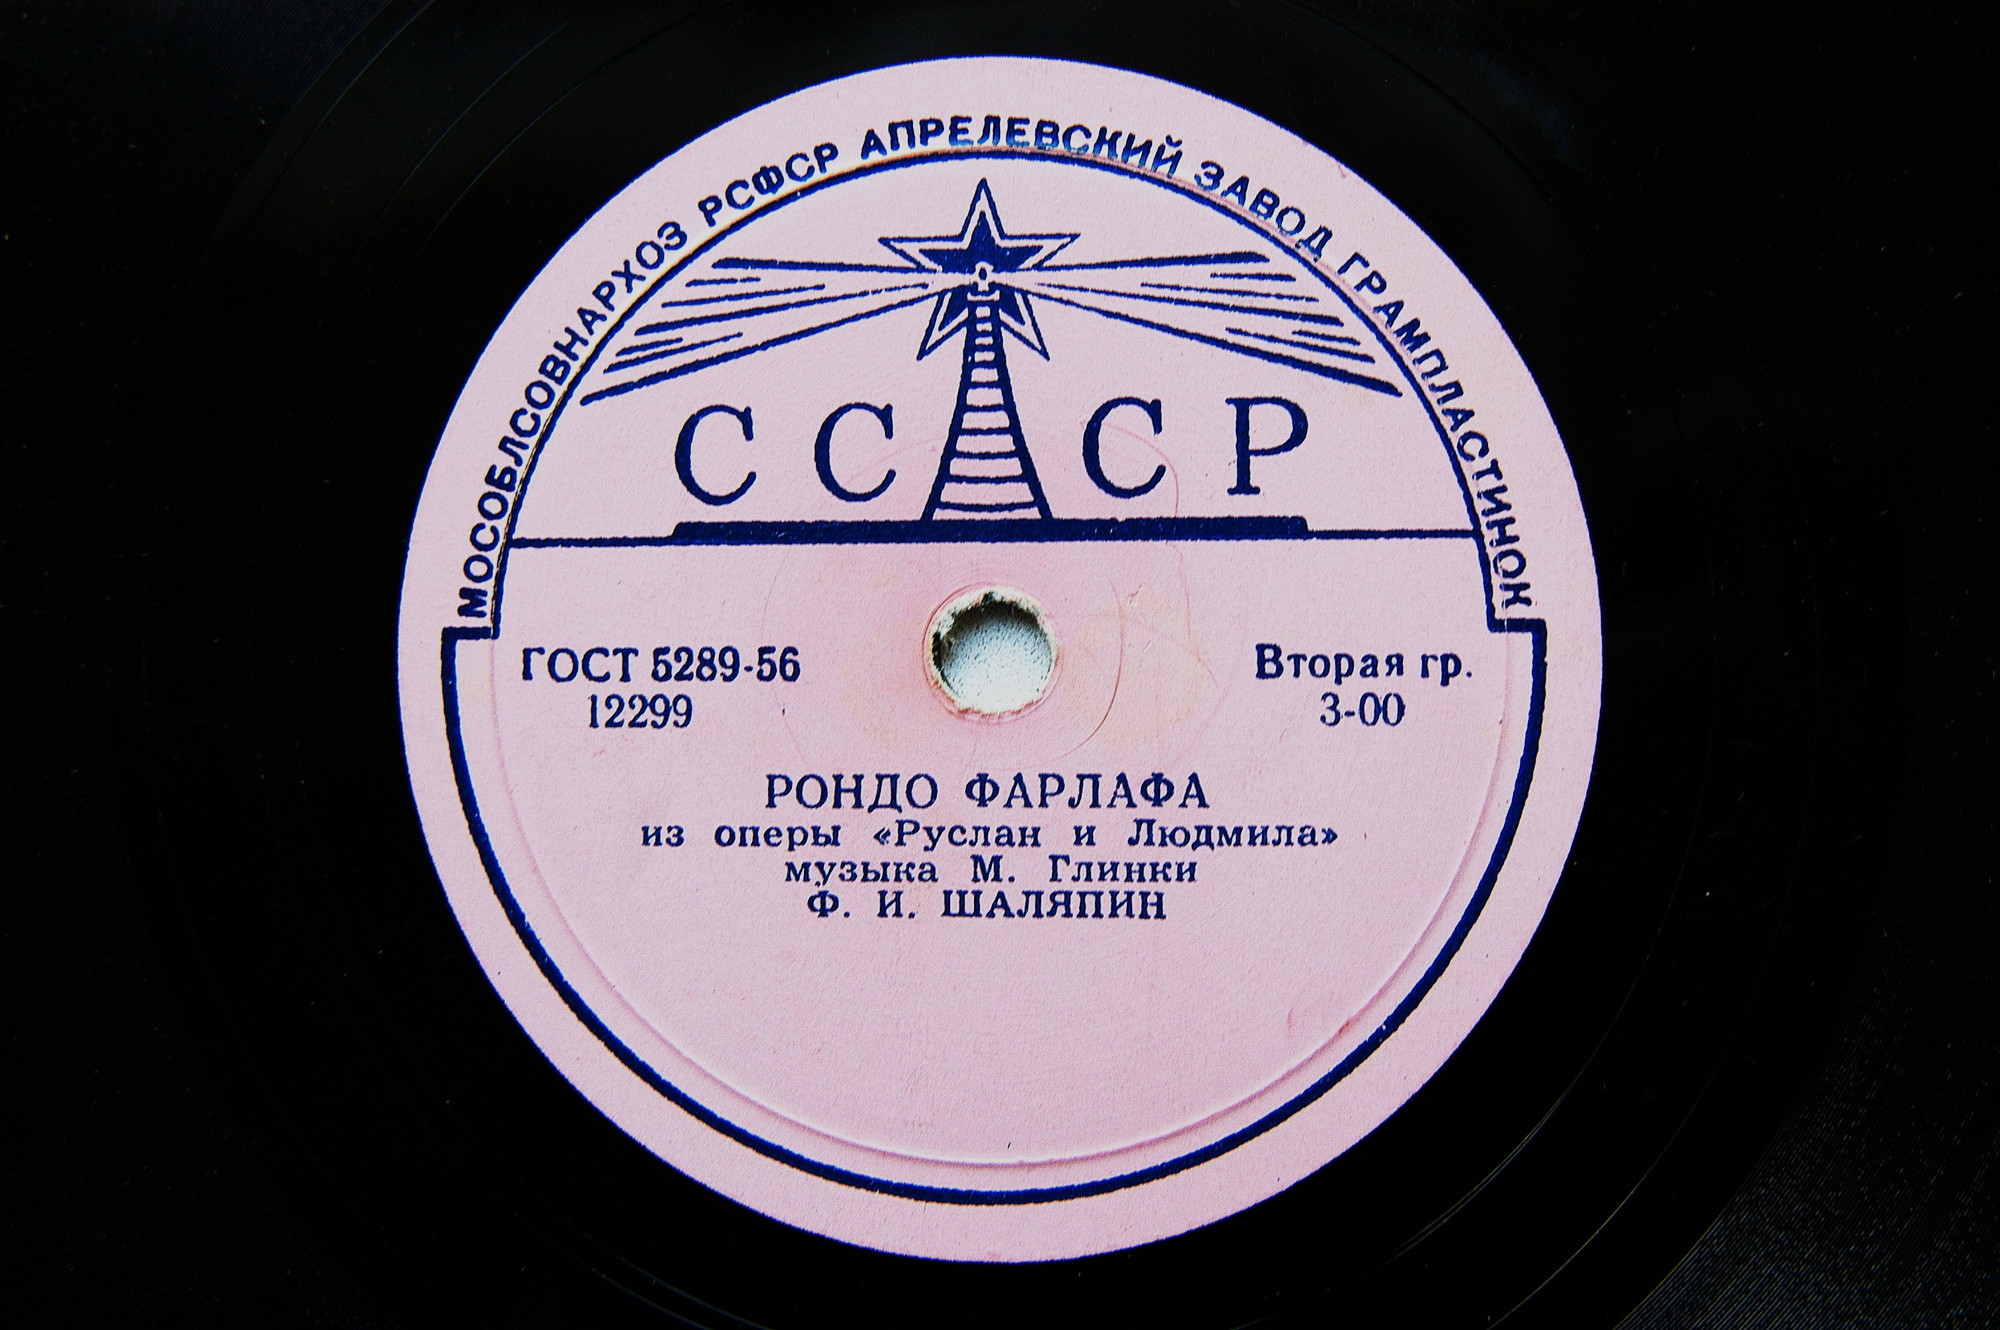 МОСОБЛСОВНАРХОЗ РСФСР АПРЕЛЕВСКИЙ ЗАВОД ГРАМПЛАСТИНОК
СССР
ГОСТ 5289-56
12299
Вторая гр.
3-00
РОНДО ФАРЛАФА
из оперы «Руслан и Людмила»
музыка М. Глинки
Ф. И. ШАЛЯПИН